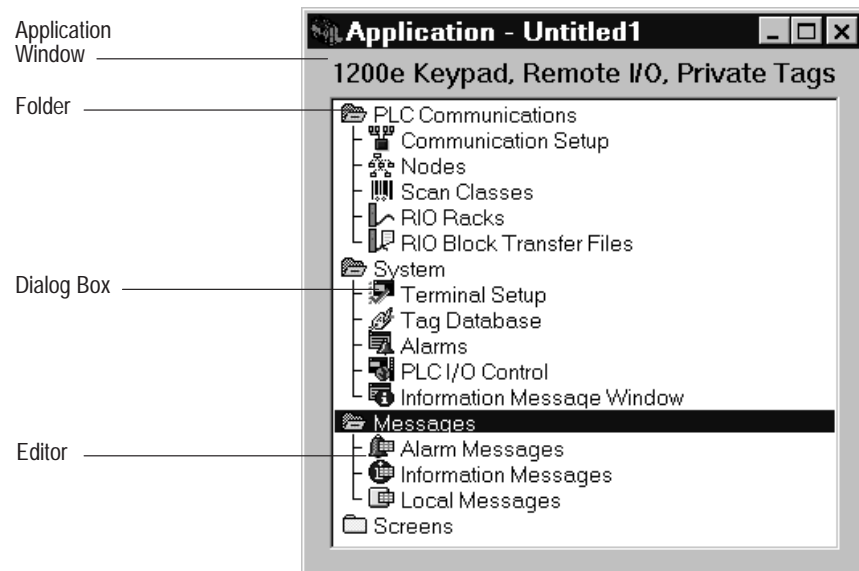 Application
Window
Folder
Dialog Box
Editor
Application - Untitled1
1200e Keypad, Remote I/O, Private Tags
PLC Communications
Communication Setup
Nodes
Scan Classes
RIO Racks
RIO Block Transfer Files
System
Terminal Setup
Tag Database
Alarms
PLC I/O Control
Information Message Window
Messages
Alarm Messages
Information Messages
Local Messages
Screens